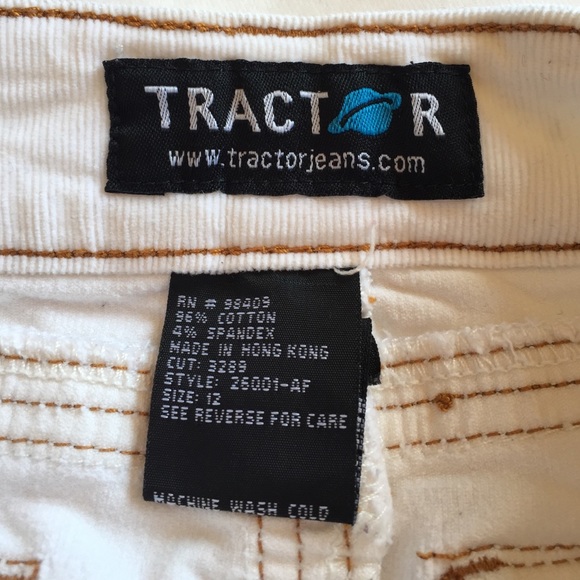 TRACTOR
www.tractorjeans.com
RN # 98409
96% COTTON
4% SPANDEX
MADE IN HONG KONG
CUT: 3289
STYLE: 26001-AF
SIZE: 12
SEE REVERSE FOR CARE
MACHINE WASH COLD